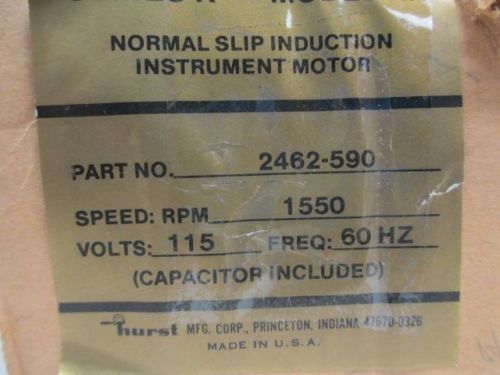 NORMAL SLIP INDUCTION
INSTRUMENT MOTOR
PART NO. 2462-590
SPEED: RPM 1550
VOLTS: 115 FREQ: 60 HZ
(CAPACITOR INCLUDED)
hurst MFG. CORP., PRINCETON, INDIANA 47670-0326
MADE IN U.S.A.